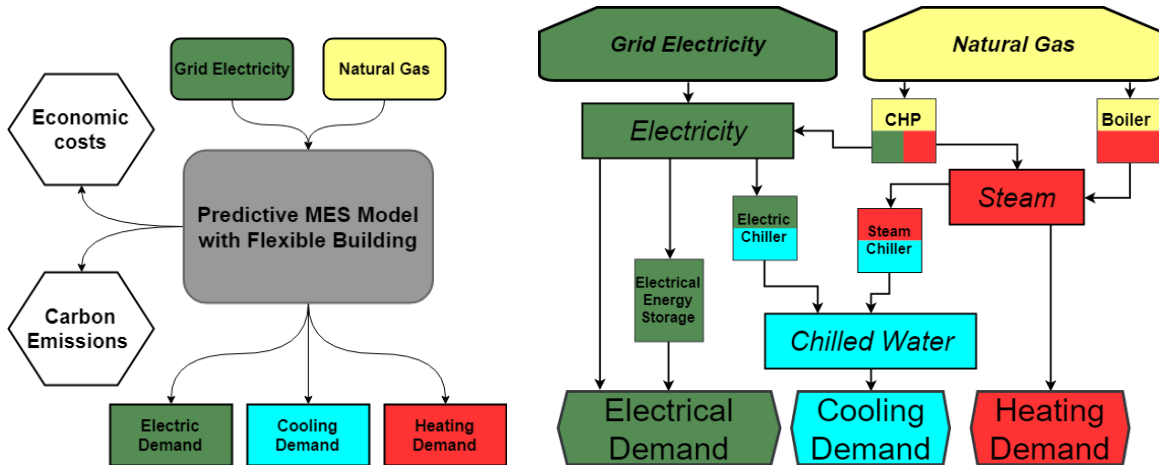 Grid Electricity
Natural Gas
Economic
costs
Predictive MES Model
with Flexible Building
Carbon
Emissions
Electric
Demand
Cooling
Demand
Heating
Demand
Grid Electricity
Natural Gas
Electricity
CHP
Boiler
Steam
Electric
Chiller
Steam
Chiller
Electrical
Energy
Storage
Chilled Water
Electrical
Demand
Cooling
Demand
Heating
Demand